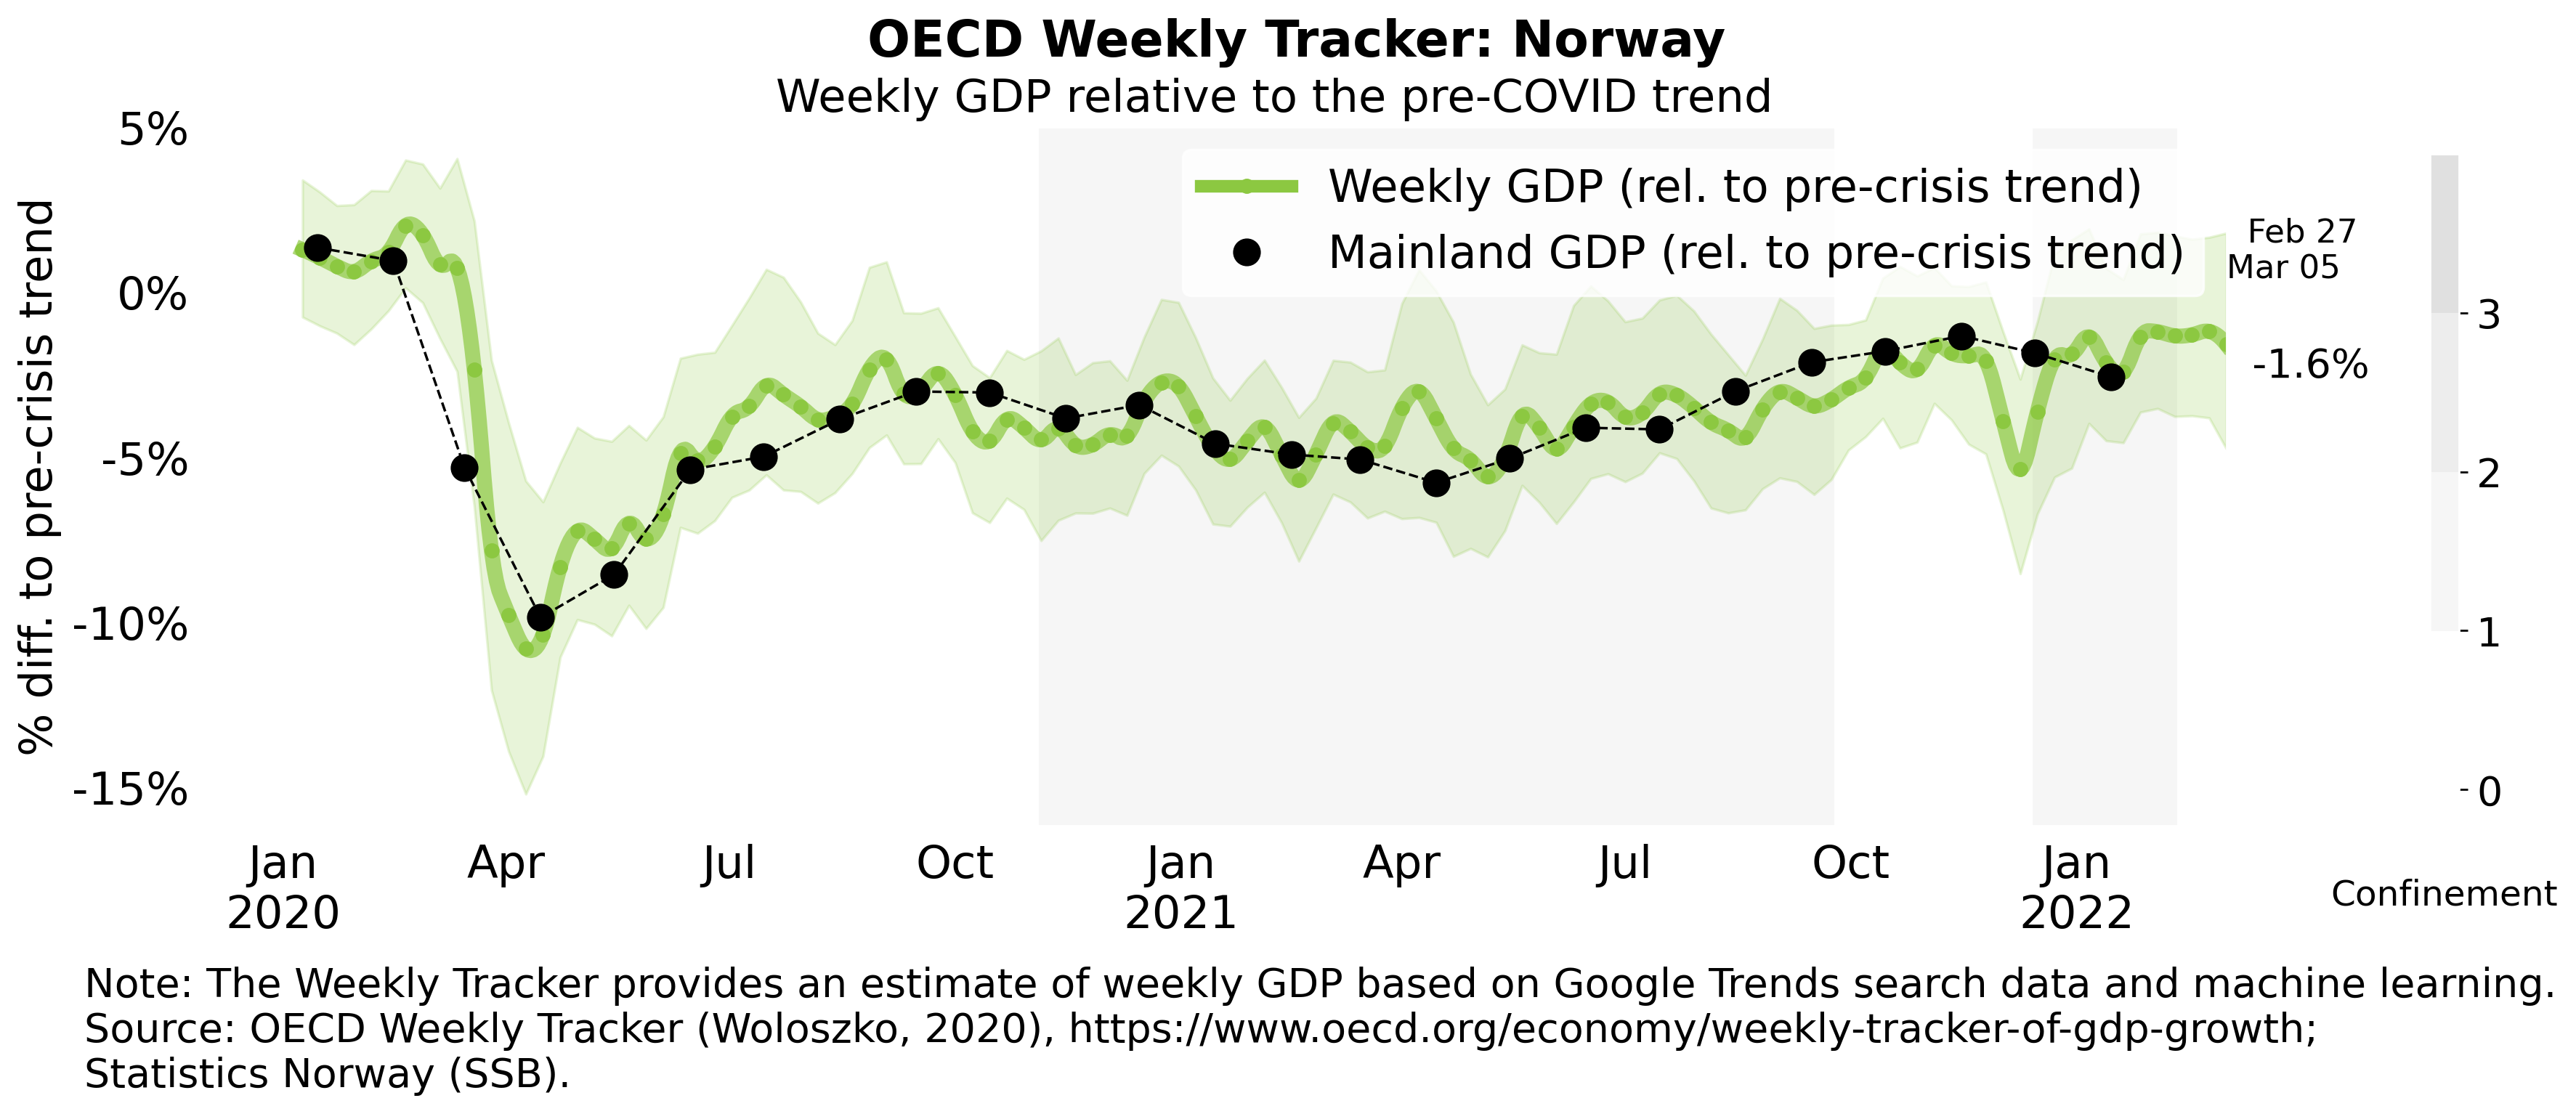 OECD Weekly Tracker: Norway
Weekly GDP relative to the pre-COVID trend
% diff. to pre-crisis trend
5%
0%
-5%
-10%
-15%
Weekly GDP (rel. to pre-crisis trend)
Mainland GDP (rel. to pre-crisis trend)
Feb 27
Mar 05
-1.6%
3
2
1
0
Confinement
Jan Apr Jul Oct Jan Apr Jul Oct Jan
2020 2021 2022
Note: The Weekly Tracker provides an estimate of weekly GDP based on Google Trends search data and machine learning.
Source: OECD Weekly Tracker (Woloszko, 2020), https://www.oecd.org/economy/weekly-tracker-of-gdp-growth;
Statistics Norway (SSB).